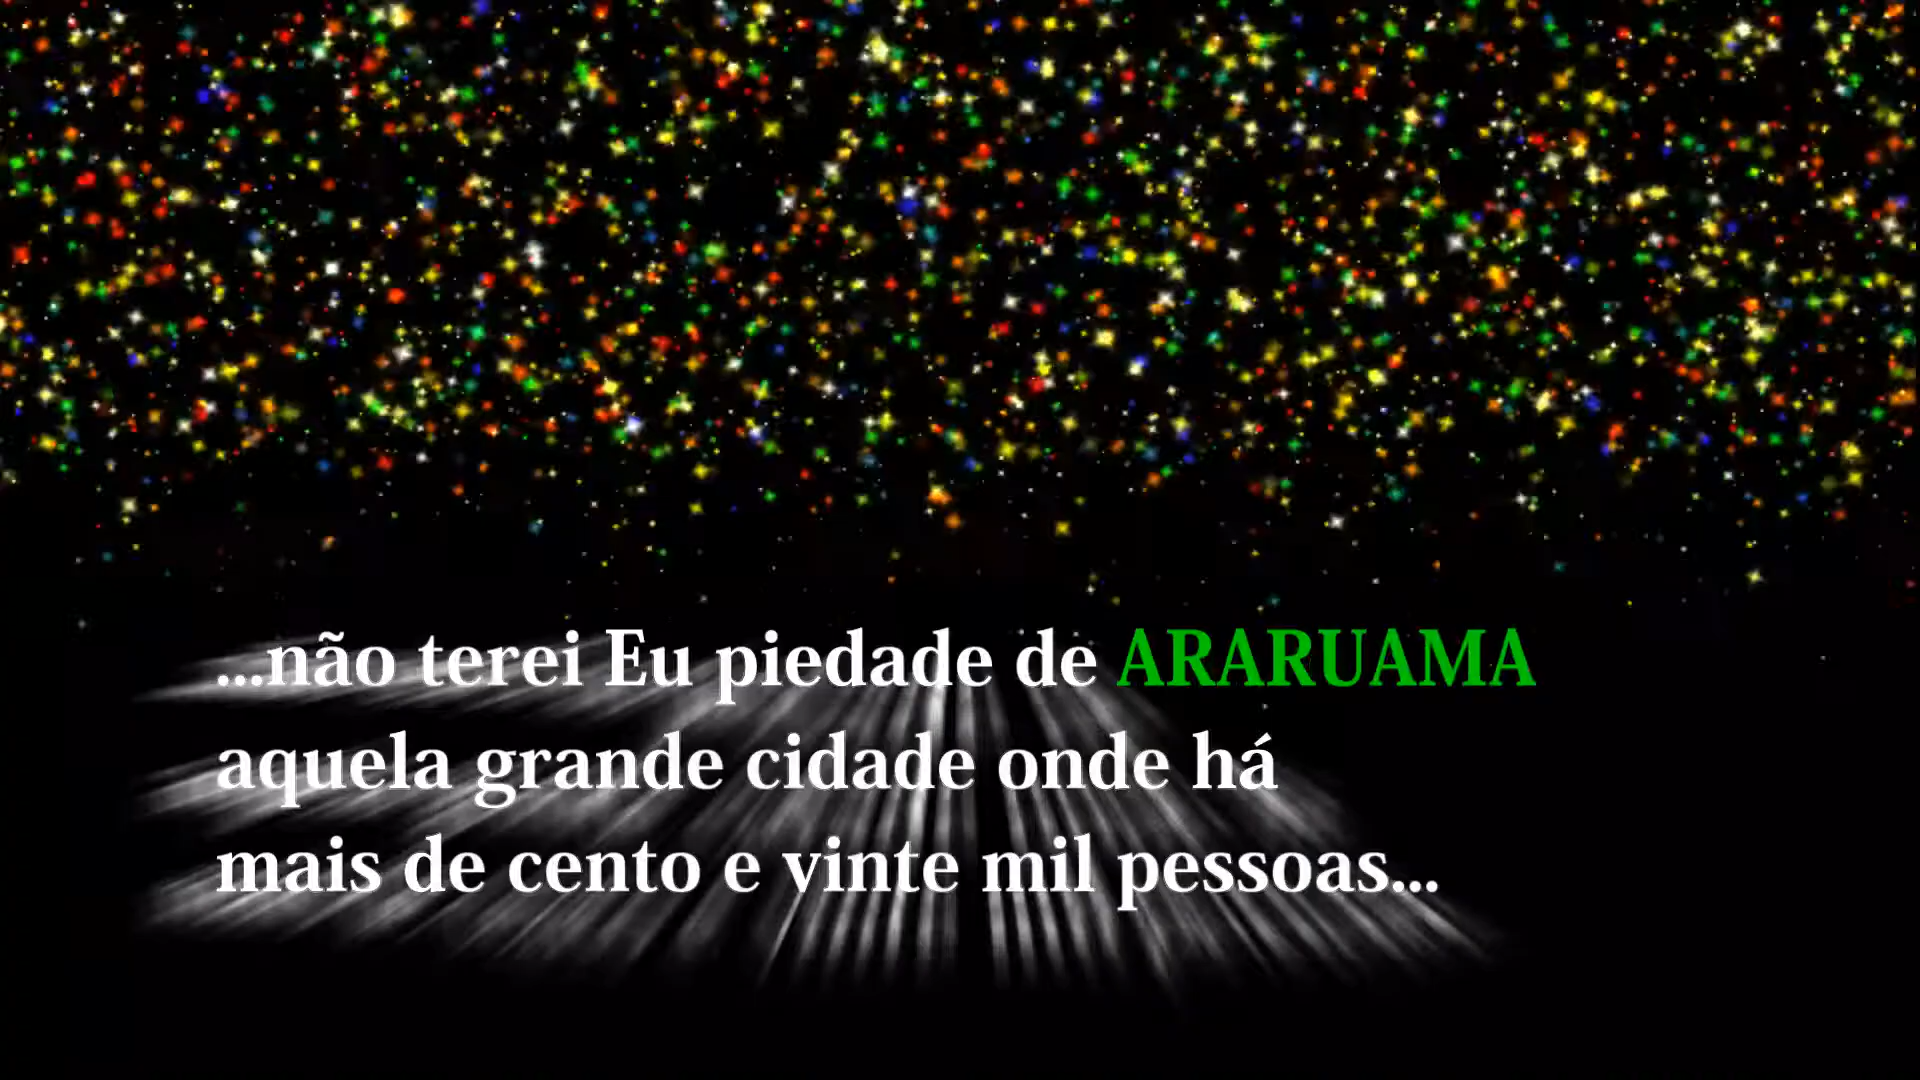 ...não terei Eu piedade de ARARUAMA
aquela grande cidade onde há
mais de cento e vinte mil pessoas...